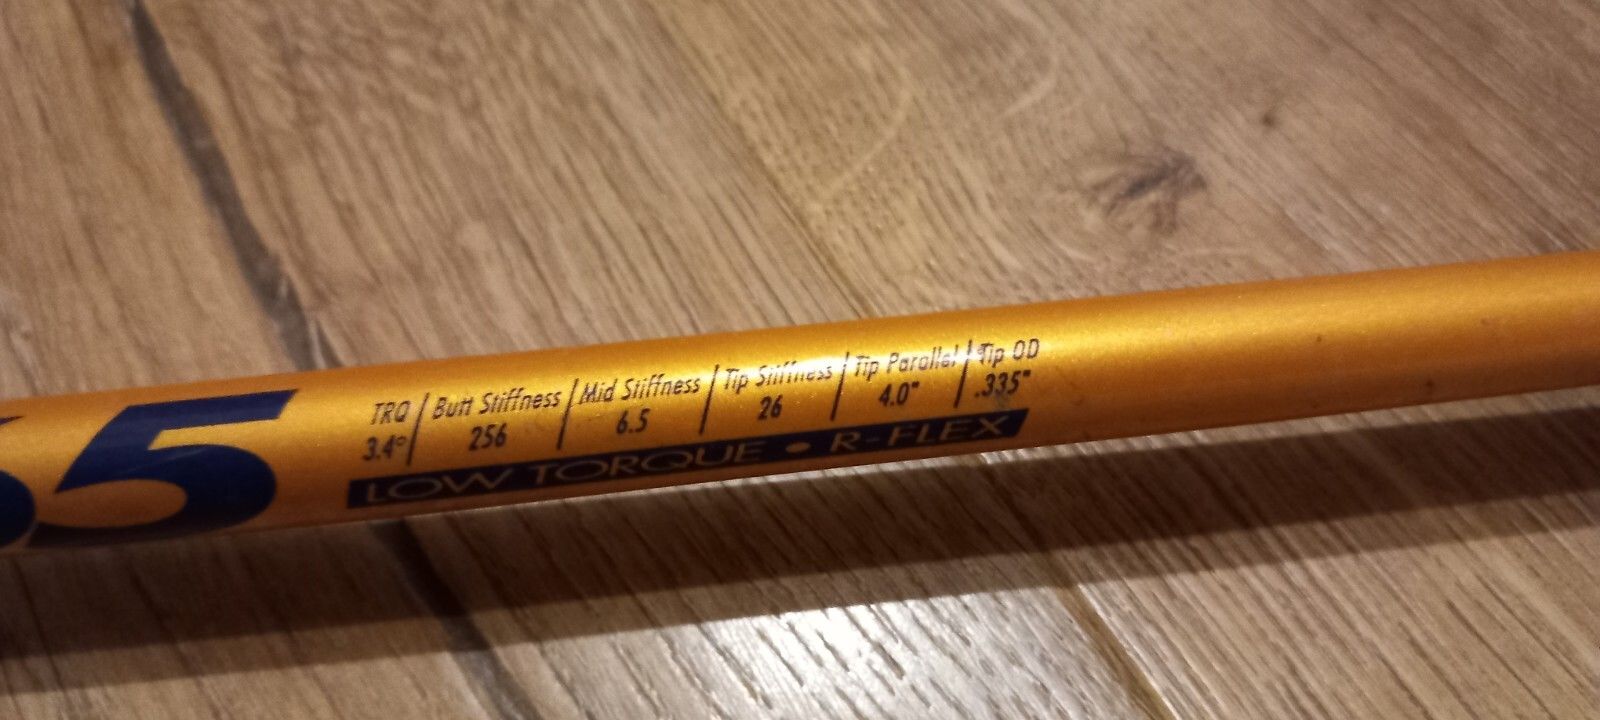 65
TRQ | Butt Stiffness | Mid Stiffness | Tip Stiffness | Tip Parallel | Tip OD
3.4° | 256 | 6.5 | 26 | 4.0" | .335"
LOW TORQUE • R-FLEX